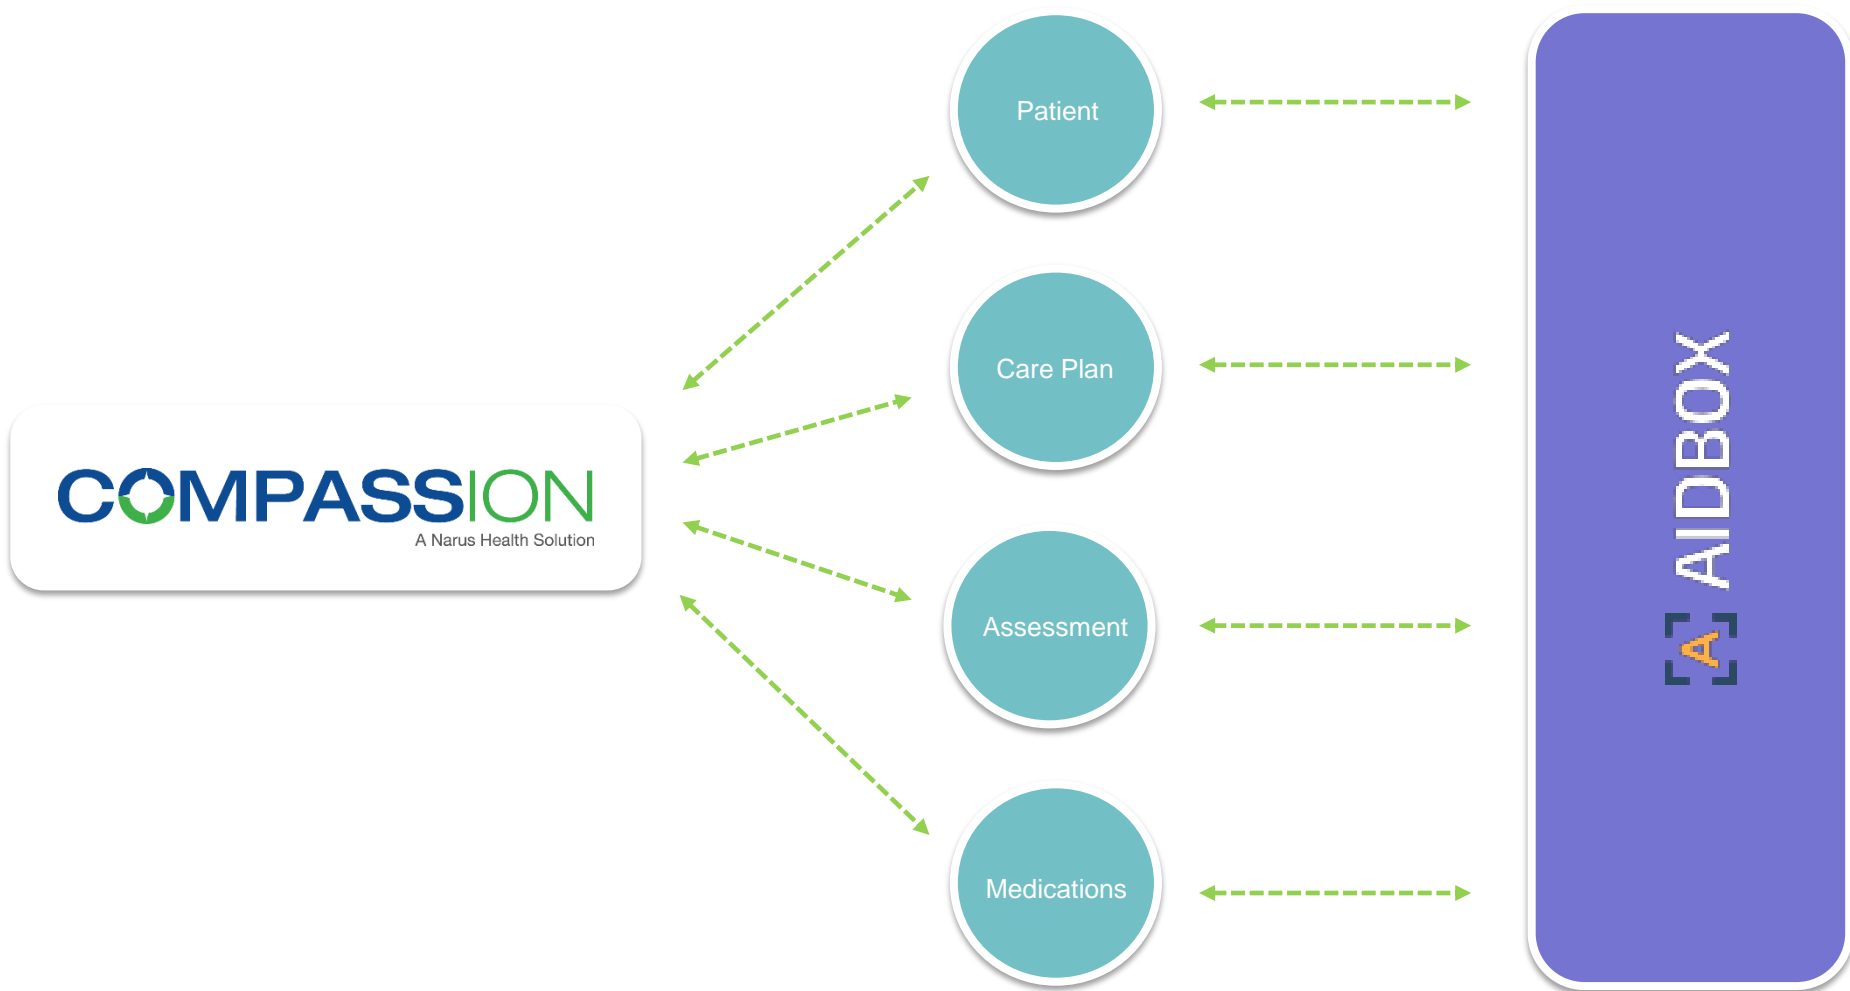 COMPASSION
A Narus Health Solution
Patient
Care Plan
Assessment
Medications
A AIDBOX